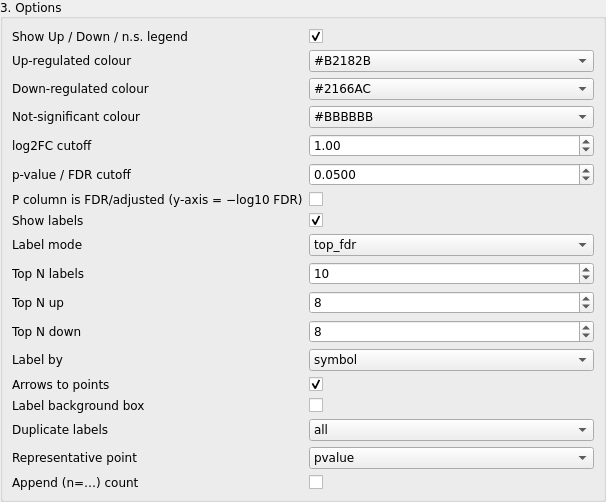 3. Options
Show Up / Down / n.s. legend
Up-regulated colour #B2182B
Down-regulated colour #2166AC
Not-significant colour #BBBBBB
log2FC cutoff 1.00
p-value / FDR cutoff 0.0500
P column is FDR/adjusted (y-axis = −log10 FDR)
Show labels
Label mode top_fdr
Top N labels 10
Top N up 8
Top N down 8
Label by symbol
Arrows to points
Label background box
Duplicate labels all
Representative point pvalue
Append (n=...) count